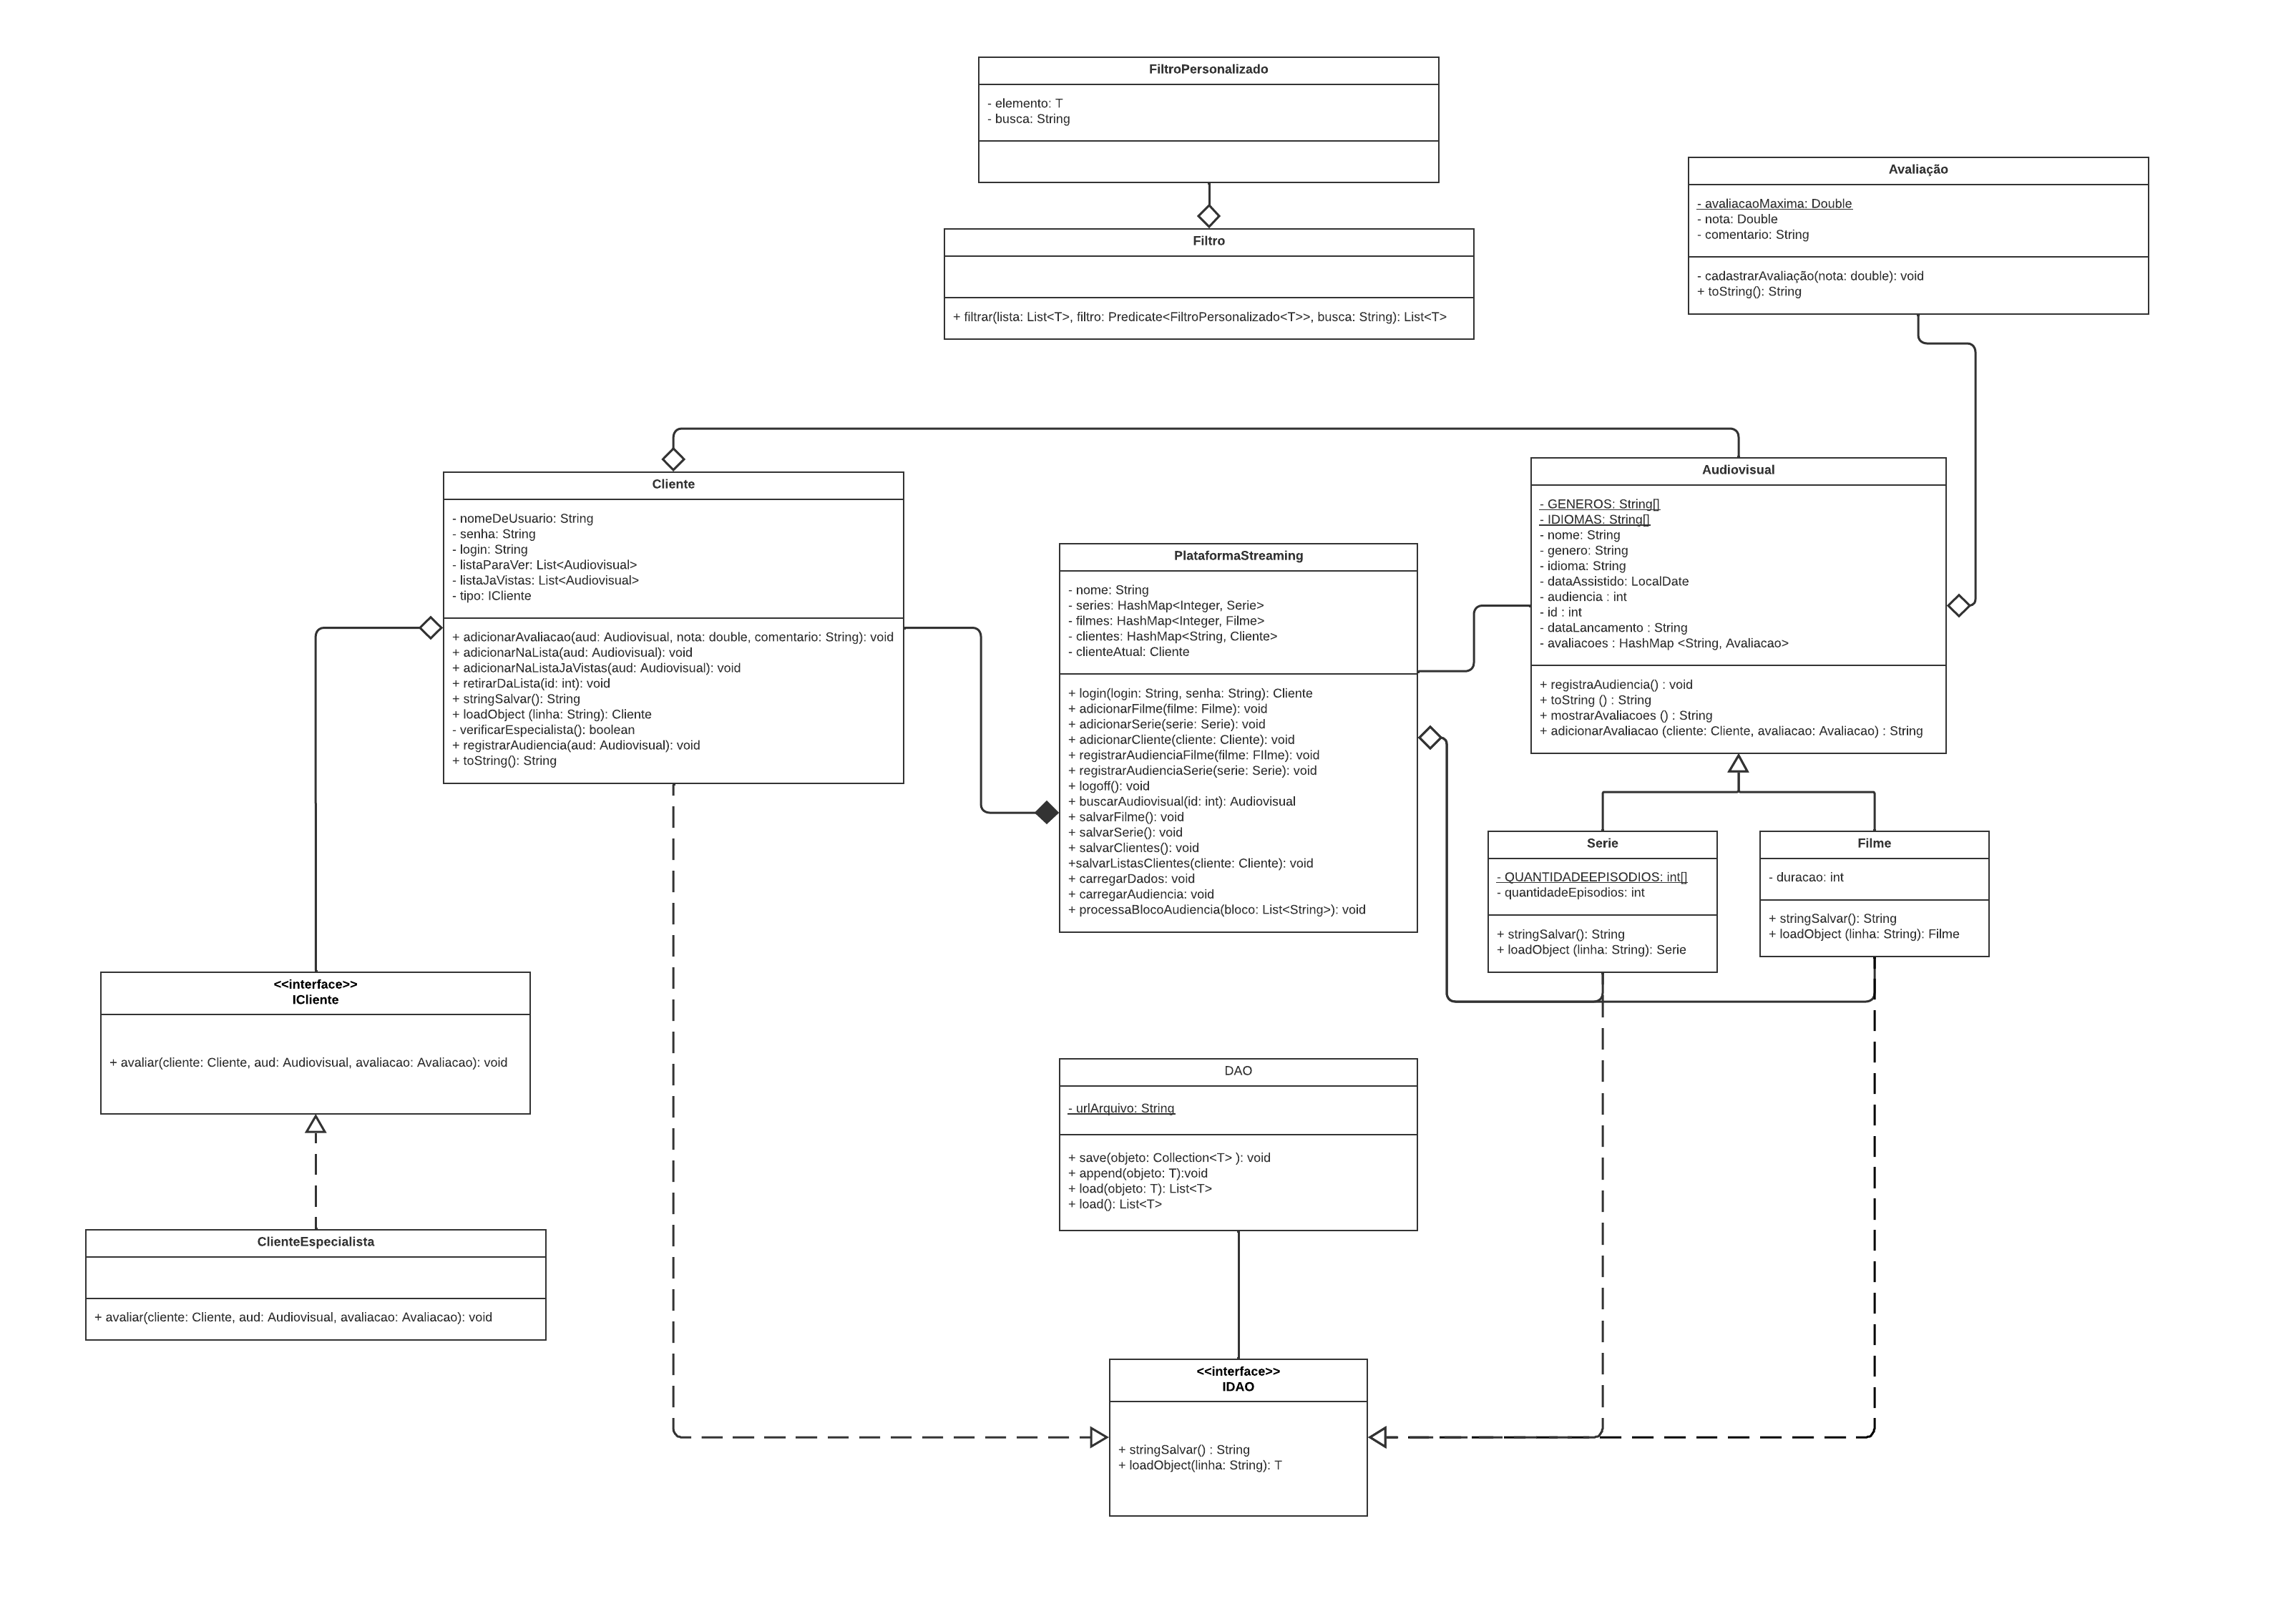 FiltroPersonalizado
- elemento: T
- busca: String
Filtro
+ filtrar(lista: List<T>, filtro: Predicate<FiltroPersonalizado<T>>, busca: String): List<T>
Avaliação
- avaliacaoMaxima: Double
- nota: Double
- comentario: String
- cadastrarAvaliação(nota: double): void
+ toString(): String
Cliente
- nomeDeUsuario: String
- senha: String
- login: String
- listaParaVer: List<Audiovisual>
- listaJaVistas: List<Audiovisual>
- tipo: ICliente
+ adicionarAvaliacao(aud: Audiovisual, nota: double, comentario: String): void
+ adicionarNaLista(aud: Audiovisual): void
+ adicionarNaListaJaVistas(aud: Audiovisual): void
+ retirarDaLista(id: int): void
+ stringSalvar(): String
+ loadObject (linha: String): Cliente
- verificarEspecialista(): boolean
+ registrarAudiencia(aud: Audiovisual): void
+ toString(): String
PlataformaStreaming
- nome: String
- series: HashMap<Integer, Serie>
- filmes: HashMap<Integer, Filme>
- clientes: HashMap<String, Cliente>
- clienteAtual: Cliente
+ login(login: String, senha: String): Cliente
+ adicionarFilme(filme: Filme): void
+ adicionarSerie(serie: Serie): void
+ adicionarCliente(cliente: Cliente): void
+ registrarAudienciaFilme(filme: FIlme): void
+ registrarAudienciaSerie(serie: Serie): void
+ logoff(): void
+ buscarAudiovisual(id: int): Audiovisual
+ salvarFilme(): void
+ salvarSerie(): void
+ salvarClientes(): void
+salvarListasClientes(cliente: Cliente): void
+ carregarDados: void
+ carregarAudiencia: void
+ processaBlocoAudiencia(bloco: List<String>): void
Audiovisual
- GENEROS: String[]
- IDIOMAS: String[]
- nome: String
- genero: String
- idioma: String
- dataAssistido: LocalDate
- audiencia : int
- id : int
- dataLancamento : String
- avaliacoes : HashMap <String, Avaliacao>
+ registraAudiencia() : void
+ toString () : String
+ mostrarAvaliacoes () : String
+ adicionarAvaliacao (cliente: Cliente, avaliacao: Avaliacao) : String
Serie
- QUANTIDADEEPISODIOS: int[]
- quantidadeEpisodios: int
+ stringSalvar(): String
+ loadObject (linha: String): Serie
Filme
- duracao: int
+ stringSalvar(): String
+ loadObject (linha: String): Filme
<<interface>>
ICliente
+ avaliar(cliente: Cliente, aud: Audiovisual, avaliacao: Avaliacao): void
ClienteEspecialista
+ avaliar(cliente: Cliente, aud: Audiovisual, avaliacao: Avaliacao): void
DAO
- urlArquivo: String
+ save(objeto: Collection<T> ): void
+ append(objeto: T):void
+ load(objeto: T): List<T>
+ load(): List<T>
<<interface>>
IDAO
+ stringSalvar() : String
+ loadObject(linha: String): T